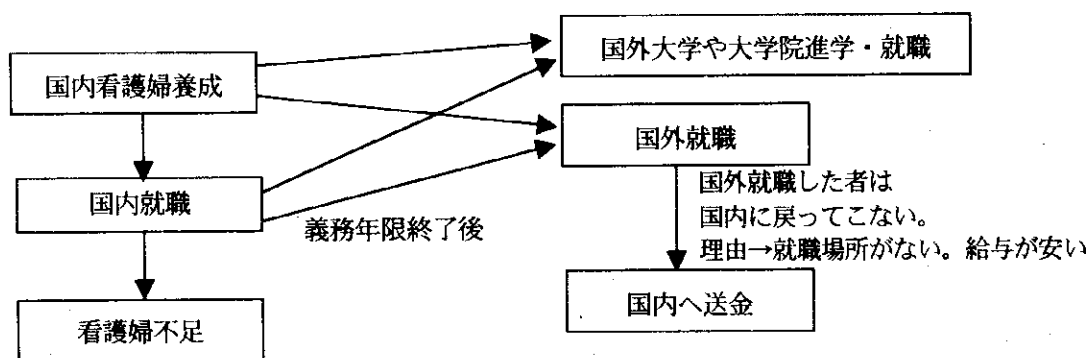 国外大学や大学院進学・就職
国内看護婦養成
国外就職
国内就職
義務年限終了後
国外就職した者は
国内に戻ってこない。
理由→就職場所がない。給与が安い
看護婦不足
国内へ送金